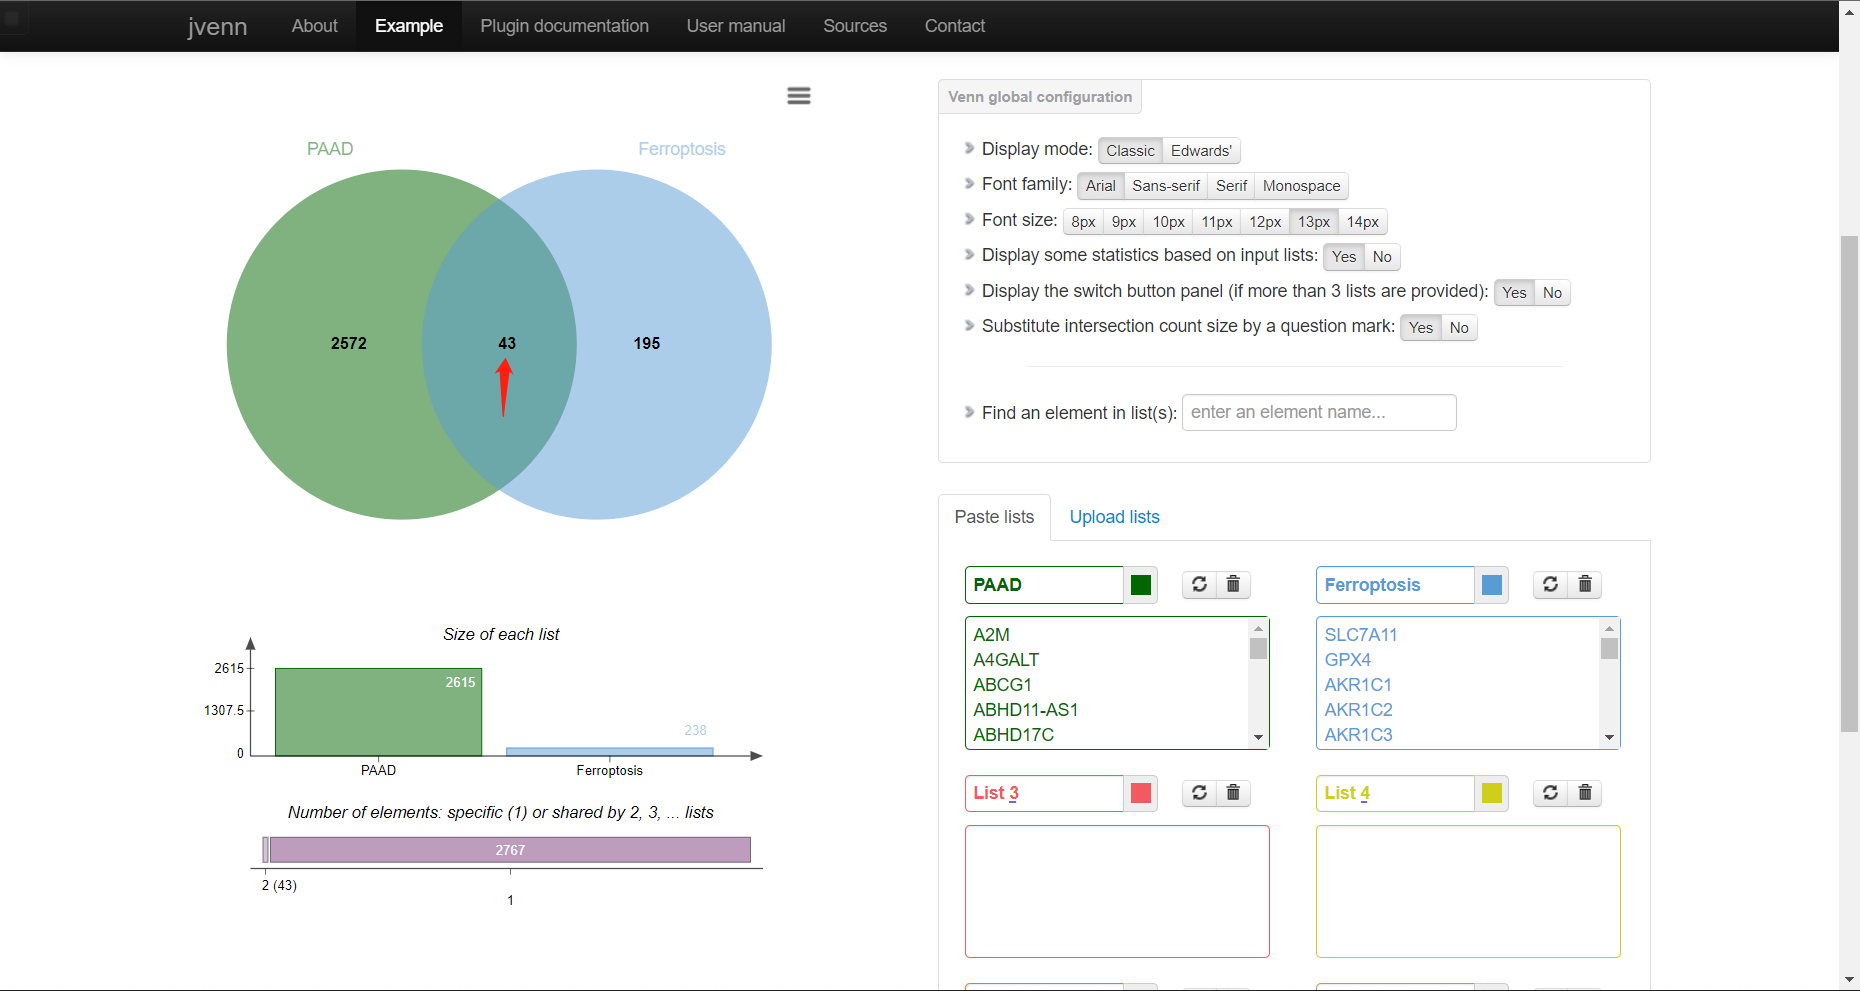 jvenn About Example Plugin documentation User manual Sources Contact
PAAD Ferroptosis
2572 43 195
Size of each list
2615
1307.5
0
2615
238
PAAD Ferroptosis
Number of elements: specific (1) or shared by 2, 3, ... lists
2767
2 (43)
1
Venn global configuration
Display mode: Classic Edwards'
Font family: Arial Sans-serif Serif Monospace
Font size: 8px 9px 10px 11px 12px 13px 14px
Display some statistics based on input lists: Yes No
Display the switch button panel (if more than 3 lists are provided): Yes No
Substitute intersection count size by a question mark: Yes No
Find an element in list(s): enter an element name...
Paste lists Upload lists
PAAD
A2M
A4GALT
ABCG1
ABHD11-AS1
ABHD17C
Ferroptosis
SLC7A11
GPX4
AKR1C1
AKR1C2
AKR1C3
List 3
List 4